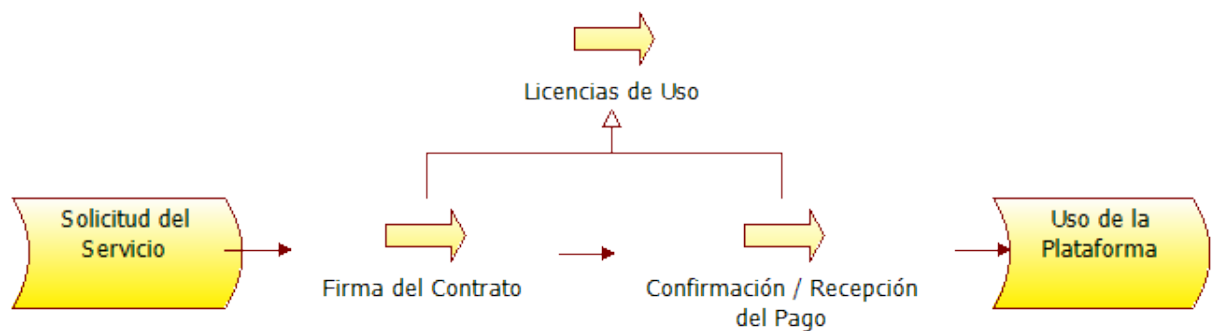 Licencias de Uso
Solicitud del
Servicio
Firma del Contrato
Confirmación / Recepción
del Pago
Uso de la
Plataforma